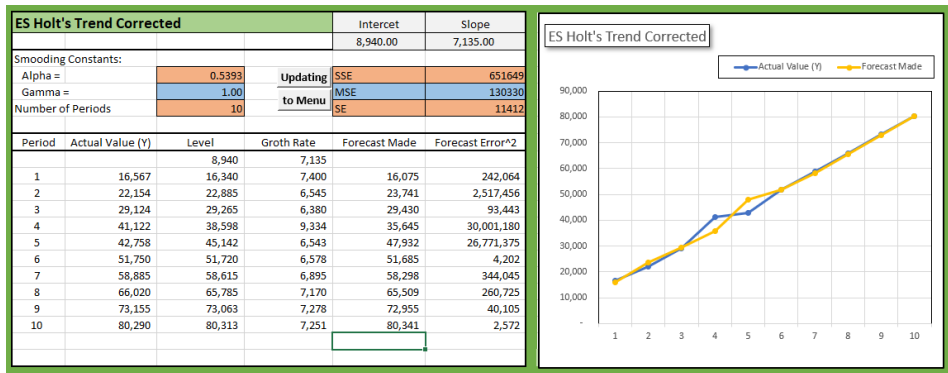 ES Holt's Trend Corrected Intercet Slope
8,940.00 7,135.00
Smooding Constants:
Alpha = 0.5393 Updating SSE 651649
Gamma = 1.00 to Menu MSE 130330
Number of Periods 10 SE 11412
Period Actual Value (Y) Level Groth Rate Forecast Made Forecast Error^2
8,940 7,135
1 16,567 16,340 7,400 16,075 242,064
2 22,154 22,885 6,545 23,741 2,517,456
3 29,124 29,265 6,380 29,430 93,443
4 41,122 38,598 9,334 35,645 30,001,180
5 42,758 45,142 6,543 47,932 26,771,375
6 51,750 51,720 6,578 51,685 4,202
7 58,885 58,615 6,895 58,298 344,045
8 66,020 65,785 7,170 65,509 260,725
9 73,155 73,063 7,278 72,955 40,105
10 80,290 80,313 7,251 80,341 2,572
ES Holt's Trend Corrected
Actual Value (Y) Forecast Made
90,000
80,000
70,000
60,000
50,000
40,000
30,000
20,000
10,000
-
1 2 3 4 5 6 7 8 9 10